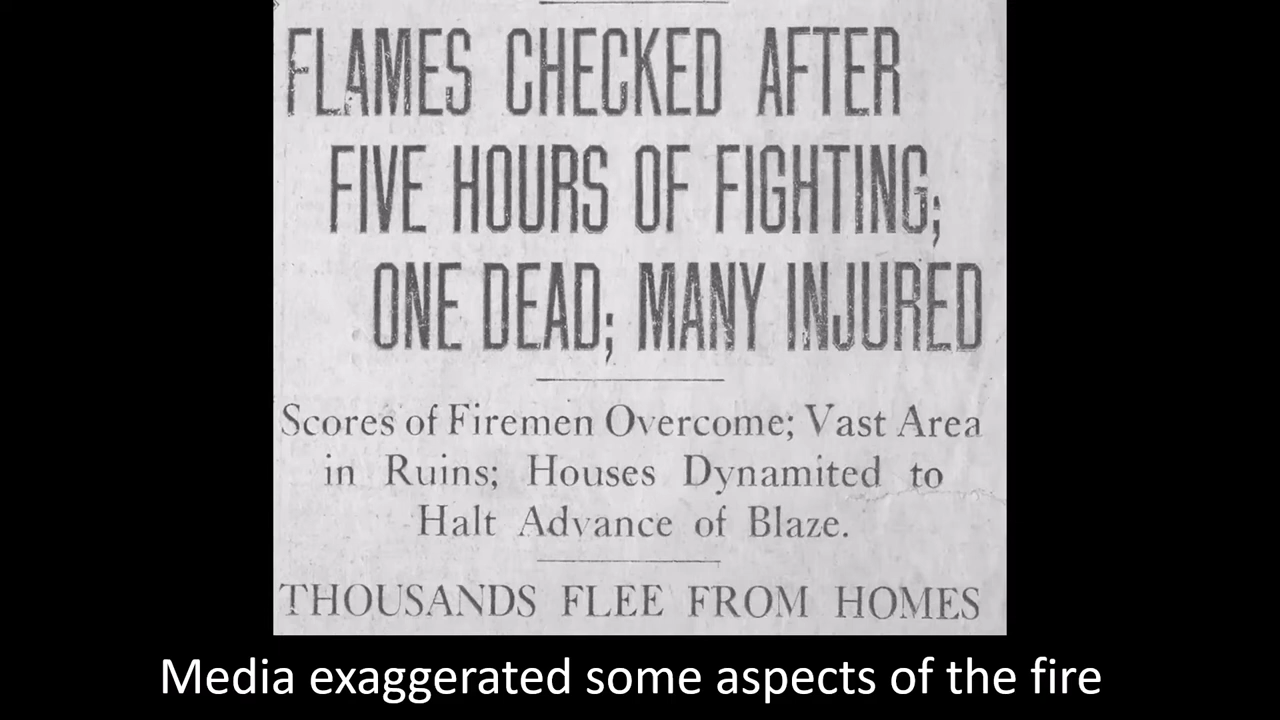 FLAMES CHECKED AFTER
FIVE HOURS OF FIGHTING;
ONE DEAD; MANY INJURED
Scores of Firemen Overcome; Vast Area
in Ruins; Houses Dynamited to
Halt Advance of Blaze.
THOUSANDS FLEE FROM HOMES
Media exaggerated some aspects of the fire